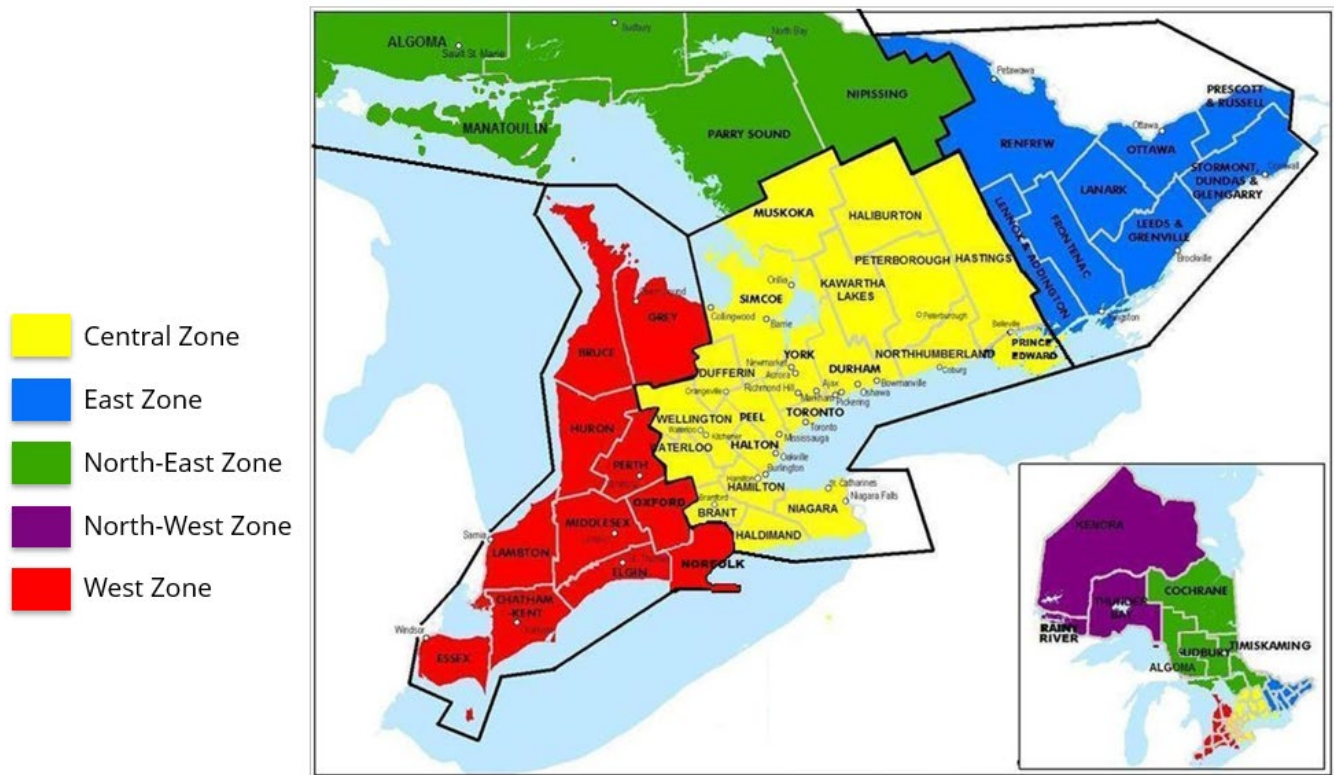 Central Zone
East Zone
North-East Zone
North-West Zone
West Zone
ALGOMA
Sault St. Marie
Sudbury
North Bay
MANATOULIN
PARRY SOUND
NIPISSING
Petawawa
RENFREW
Ottawa
OTTAWA
PRESCOTT
& RUSSELL
LANARK
STORMONT,
DUNDAS &
GLENGARRY
Cornwall
LEEDS &
GRENVILLE
Brockville
LENNOX & ADDINGTON
FRONTENAC
Kingston
MUSKOKA
HALIBURTON
PETERBOROUGH
HASTINGS
KAWARTHA
LAKES
Orillia
SIMCOE
Collingwood
Barrie
Peterborough
Belleville
PRINCE
EDWARD
NORTHHUMBERLAND
Coburg
YORK
DURHAM
Newmarket
Aurora
Richmond Hill
Markham
Ajax
Pickering
Oshawa
Bowmanville
DUFFERIN
Orangeville
WELLINGTON
PEEL
TORONTO
Toronto
Waterloo
Kitchener
WATERLOO
HALTON
Mississauga
Oakville
Burlington
Hamilton
HAMILTON
Brantford
BRANT
St. Catharines
Niagara Falls
NIAGARA
HALDIMAND
GREY
BRUCE
HURON
PERTH
OXFORD
MIDDLESEX
Sarnia
LAMBTON
St. Thomas
ELGIN
NORFOLK
CHATHAM
-KENT
Windsor
ESSEX
KENORA
THUNDER
BAY
RAINY
RIVER
COCHRANE
SUDBURY
TIMISKAMING
ALGOMA